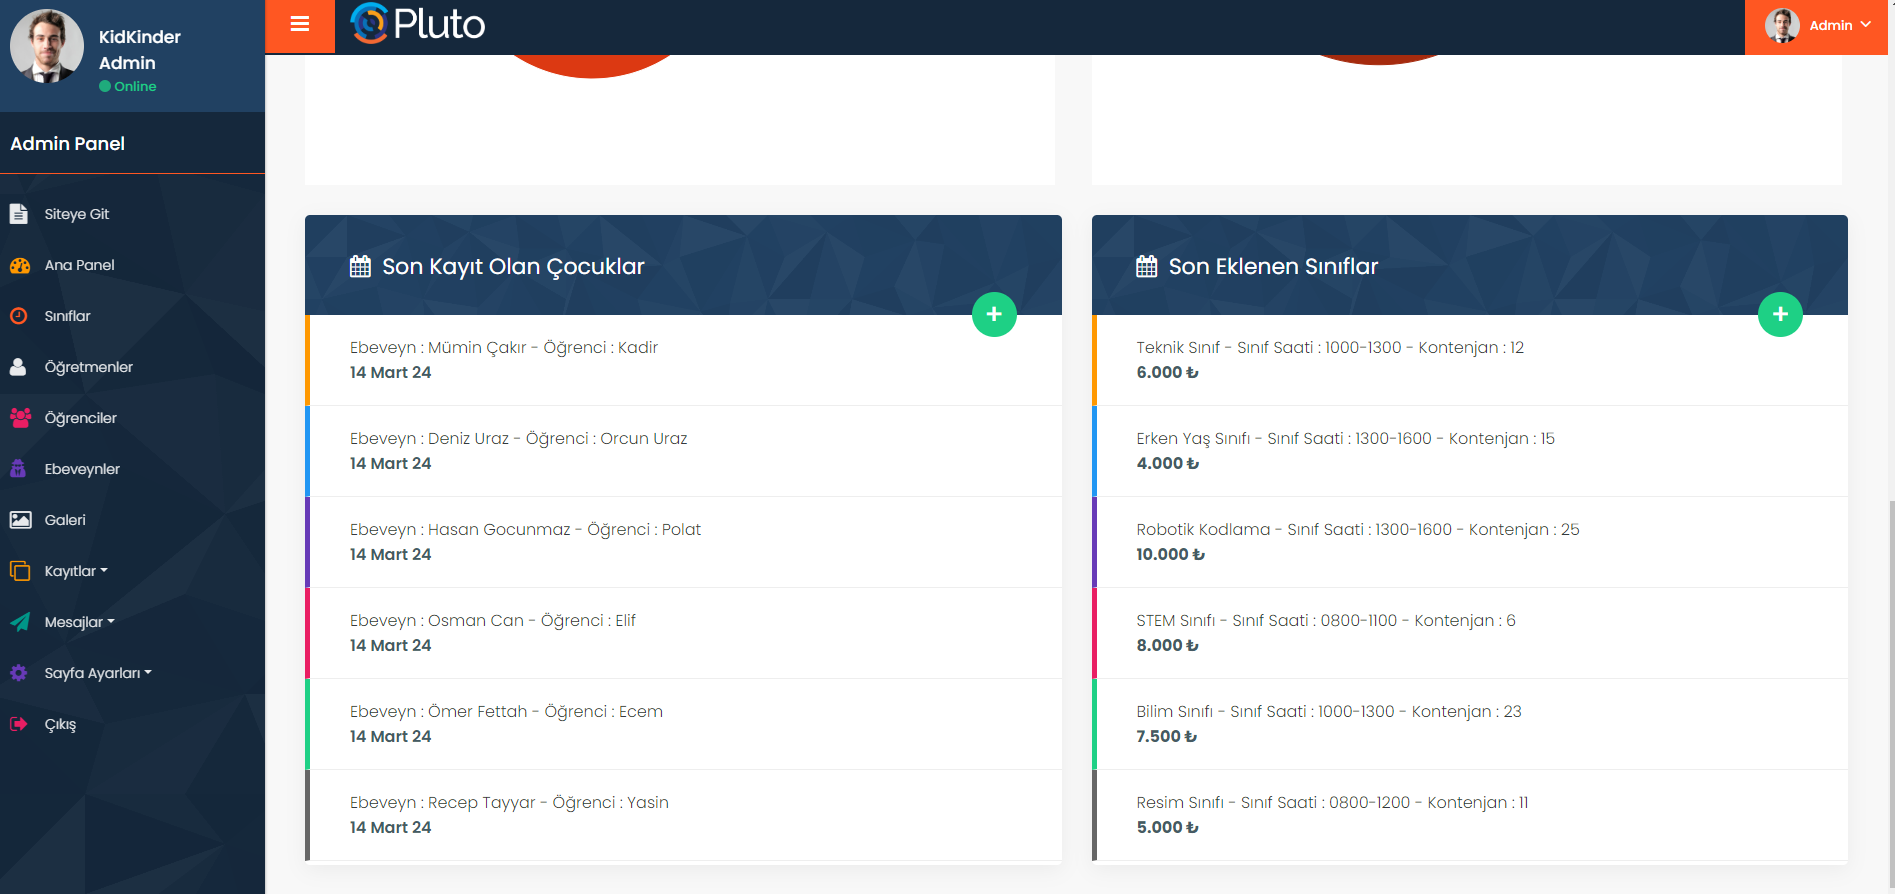 KidKinder
Admin
Online
Admin Panel
Siteye Git
Ana Panel
Sınıflar
Öğretmenler
Öğrenciler
Ebeveynler
Galeri
Kayıtlar
Mesajlar
Sayfa Ayarları
Çıkış
Pluto
Admin
Son Kayıt Olan Çocuklar
Ebeveyn : Mümin Çakır - Öğrenci : Kadir
14 Mart 24
Ebeveyn : Deniz Uraz - Öğrenci : Orcun Uraz
14 Mart 24
Ebeveyn : Hasan Gocunmaz - Öğrenci : Polat
14 Mart 24
Ebeveyn : Osman Can - Öğrenci : Elif
14 Mart 24
Ebeveyn : Ömer Fettah - Öğrenci : Ecem
14 Mart 24
Ebeveyn : Recep Tayyar - Öğrenci : Yasin
14 Mart 24
Son Eklenen Sınıflar
Teknik Sınıf - Sınıf Saati : 1000-1300 - Kontenjan : 12
6.000 ₺
Erken Yaş Sınıfı - Sınıf Saati : 1300-1600 - Kontenjan : 15
4.000 ₺
Robotik Kodlama - Sınıf Saati : 1300-1600 - Kontenjan : 25
10.000 ₺
STEM Sınıfı - Sınıf Saati : 0800-1100 - Kontenjan : 6
8.000 ₺
Bilim Sınıfı - Sınıf Saati : 1000-1300 - Kontenjan : 23
7.500 ₺
Resim Sınıfı - Sınıf Saati : 0800-1200 - Kontenjan : 11
5.000 ₺